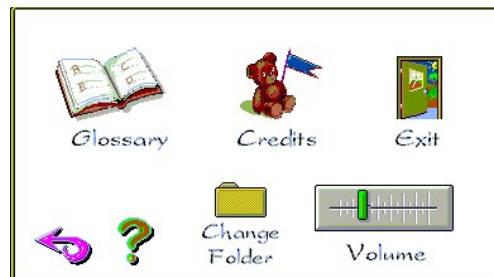 A... C...
B... D...
Glossary
Credits
Exit
?
Change
Folder
Volume